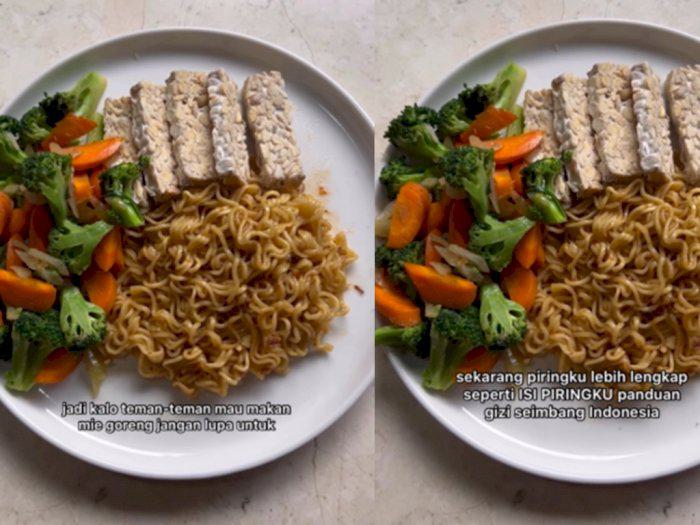 jadi kalo teman-teman mau makan
mie goreng jangan lupa untuk
sekarang piringku lebih lengkap
seperti ISI PIRINGKU panduan
gizi seimbang Indonesia